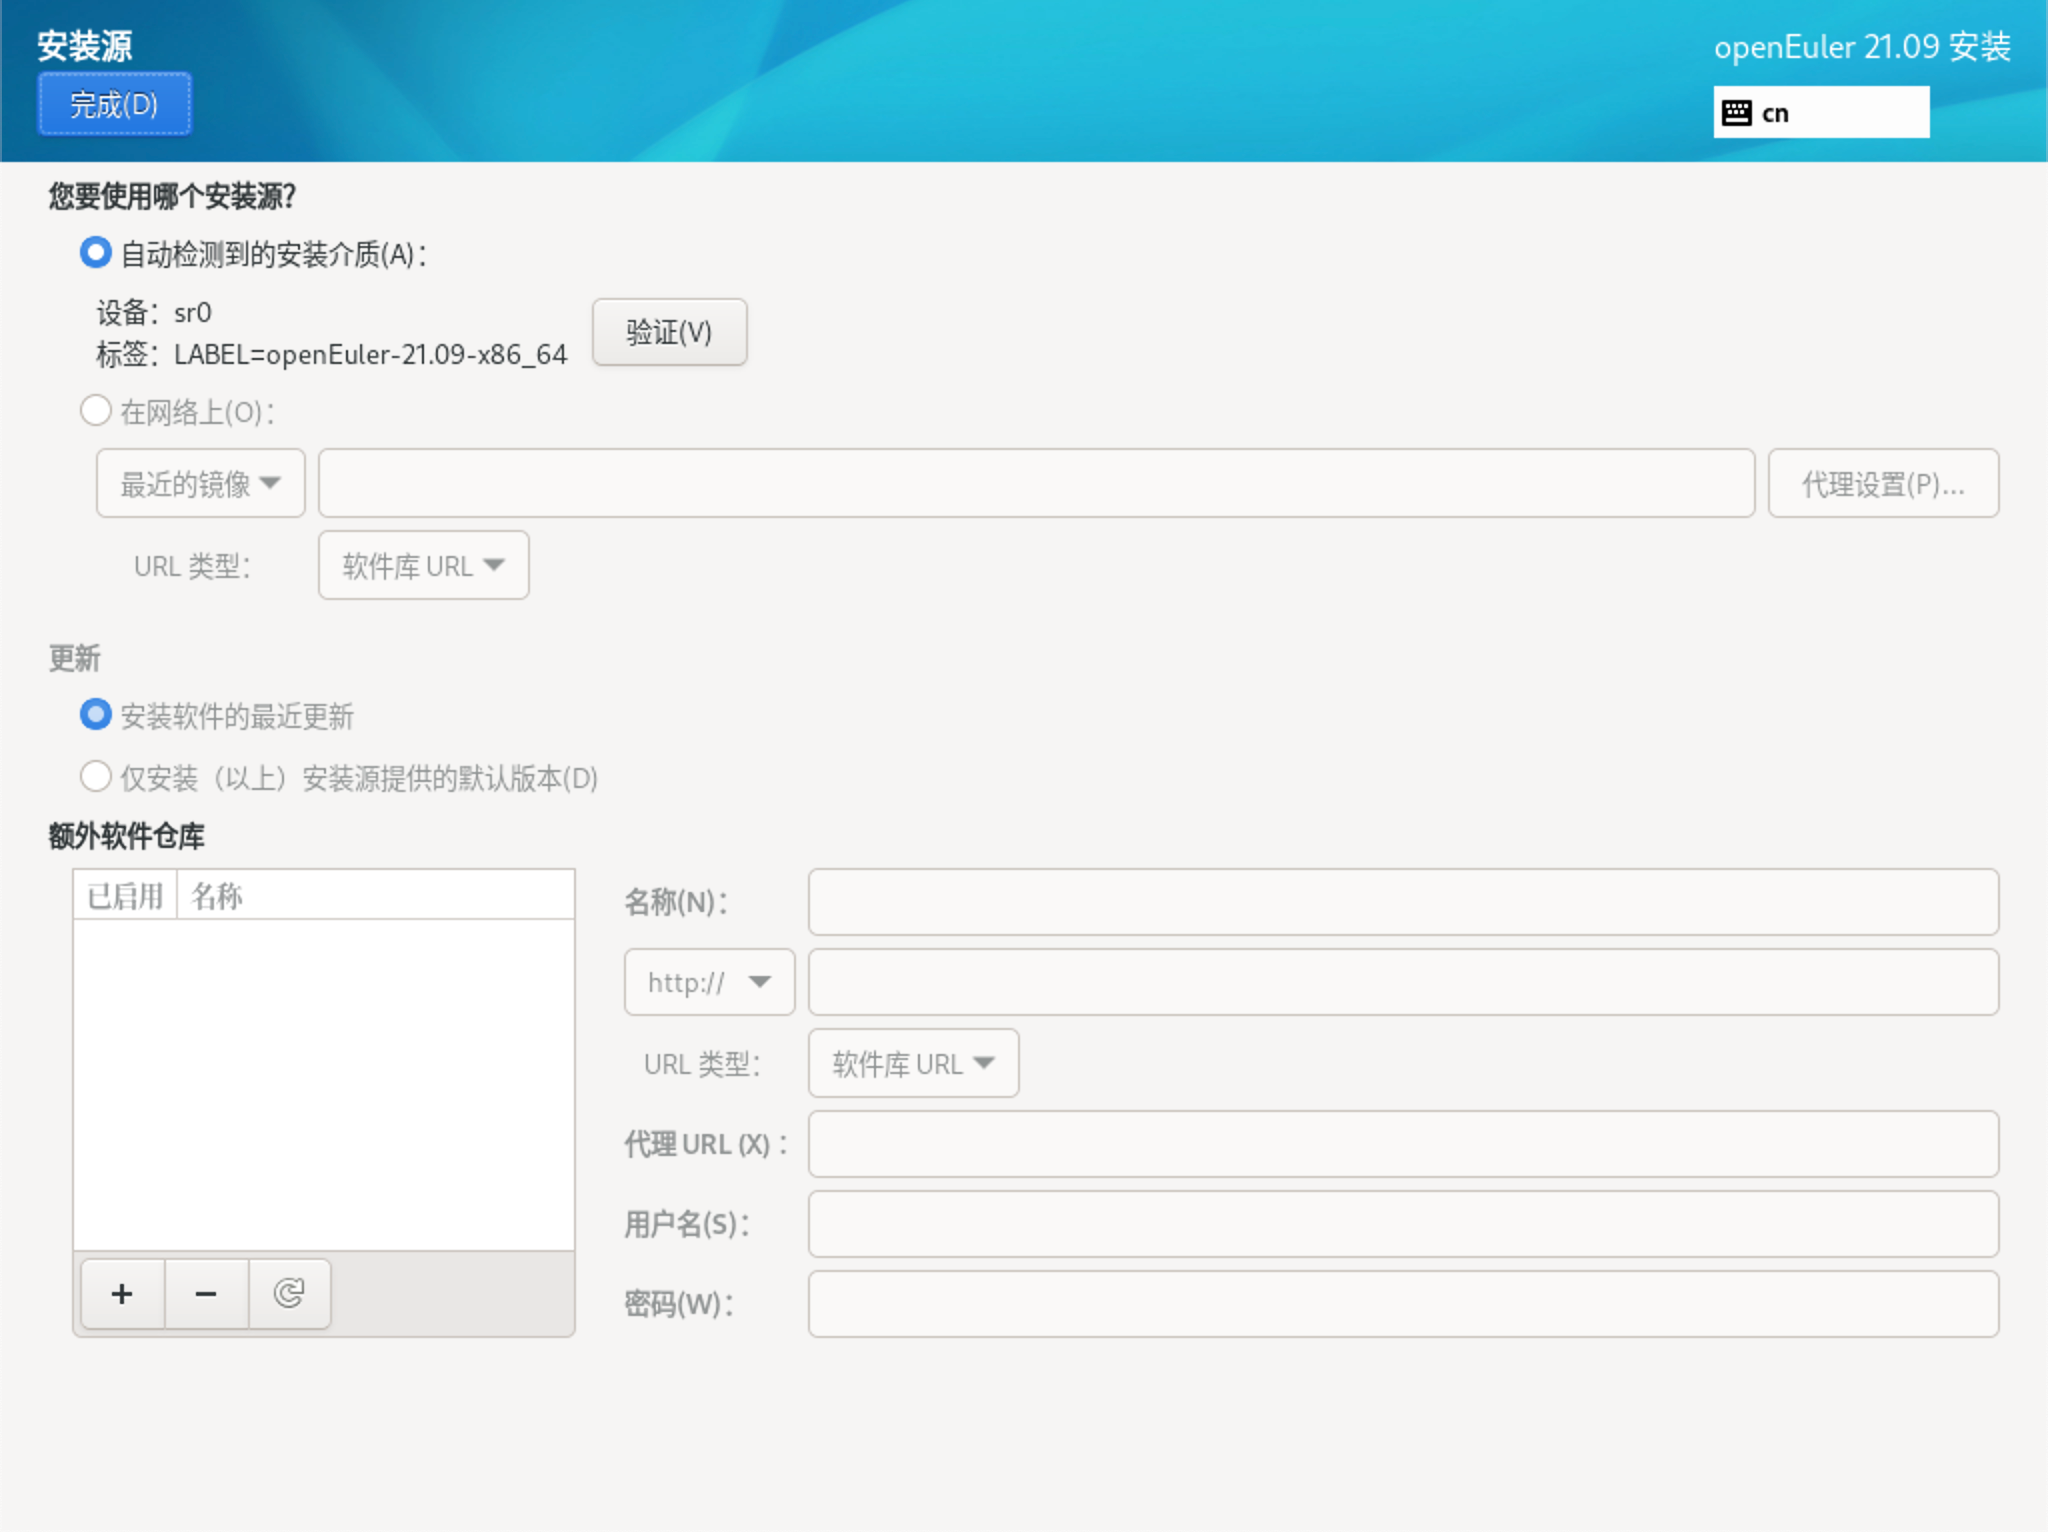 安装源
openEuler 21.09 安装
完成(D)
cn
您要使用哪个安装源?
自动检测到的安装介质(A)：
设备：sr0
标签：LABEL=openEuler-21.09-x86_64
验证(V)
在网络上(O)：
最近的镜像
代理设置(P)...
URL 类型：
软件库 URL
更新
安装软件的最近更新
仅安装（以上）安装源提供的默认版本(D)
额外软件仓库
已启用 名称
名称(N)：
http://
URL 类型：
软件库 URL
代理 URL (X)：
用户名(S)：
密码(W)：